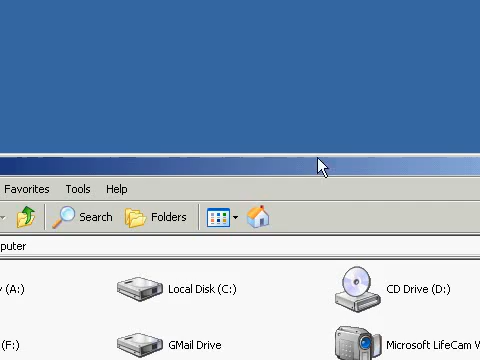 Favorites Tools Help
Search Folders
puter
(A:) Local Disk (C:) CD Drive (D:)
(F:) GMail Drive Microsoft LifeCam